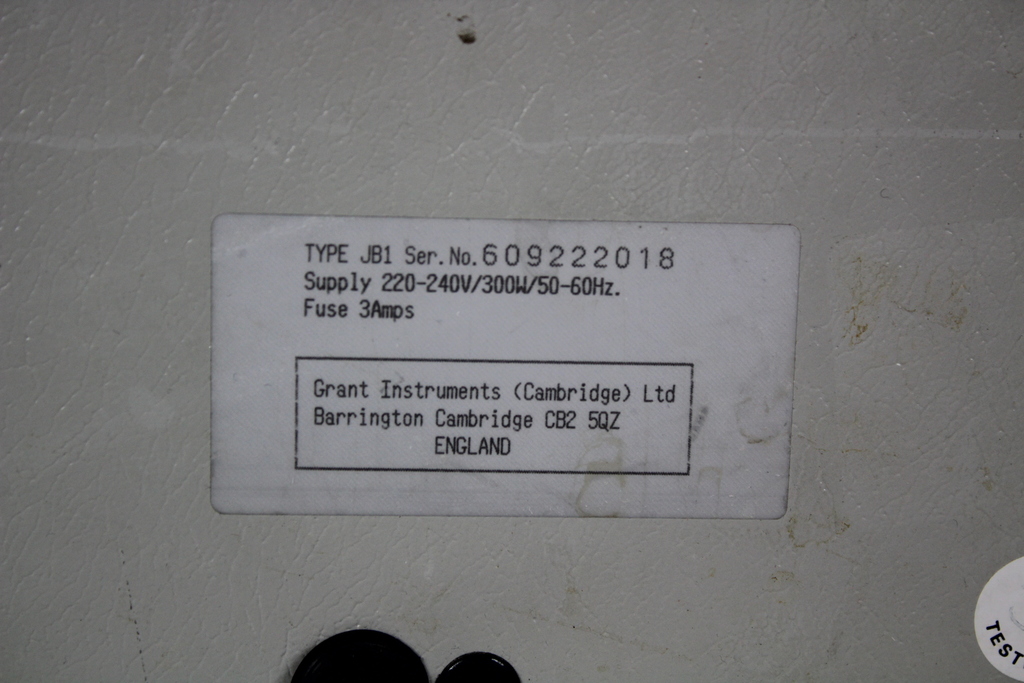 TYPE JB1 Ser.No.609222018
Supply 220-240V/300W/50-60Hz.
Fuse 3Amps
Grant Instruments (Cambridge) Ltd
Barrington Cambridge CB2 5QZ
ENGLAND
TEST